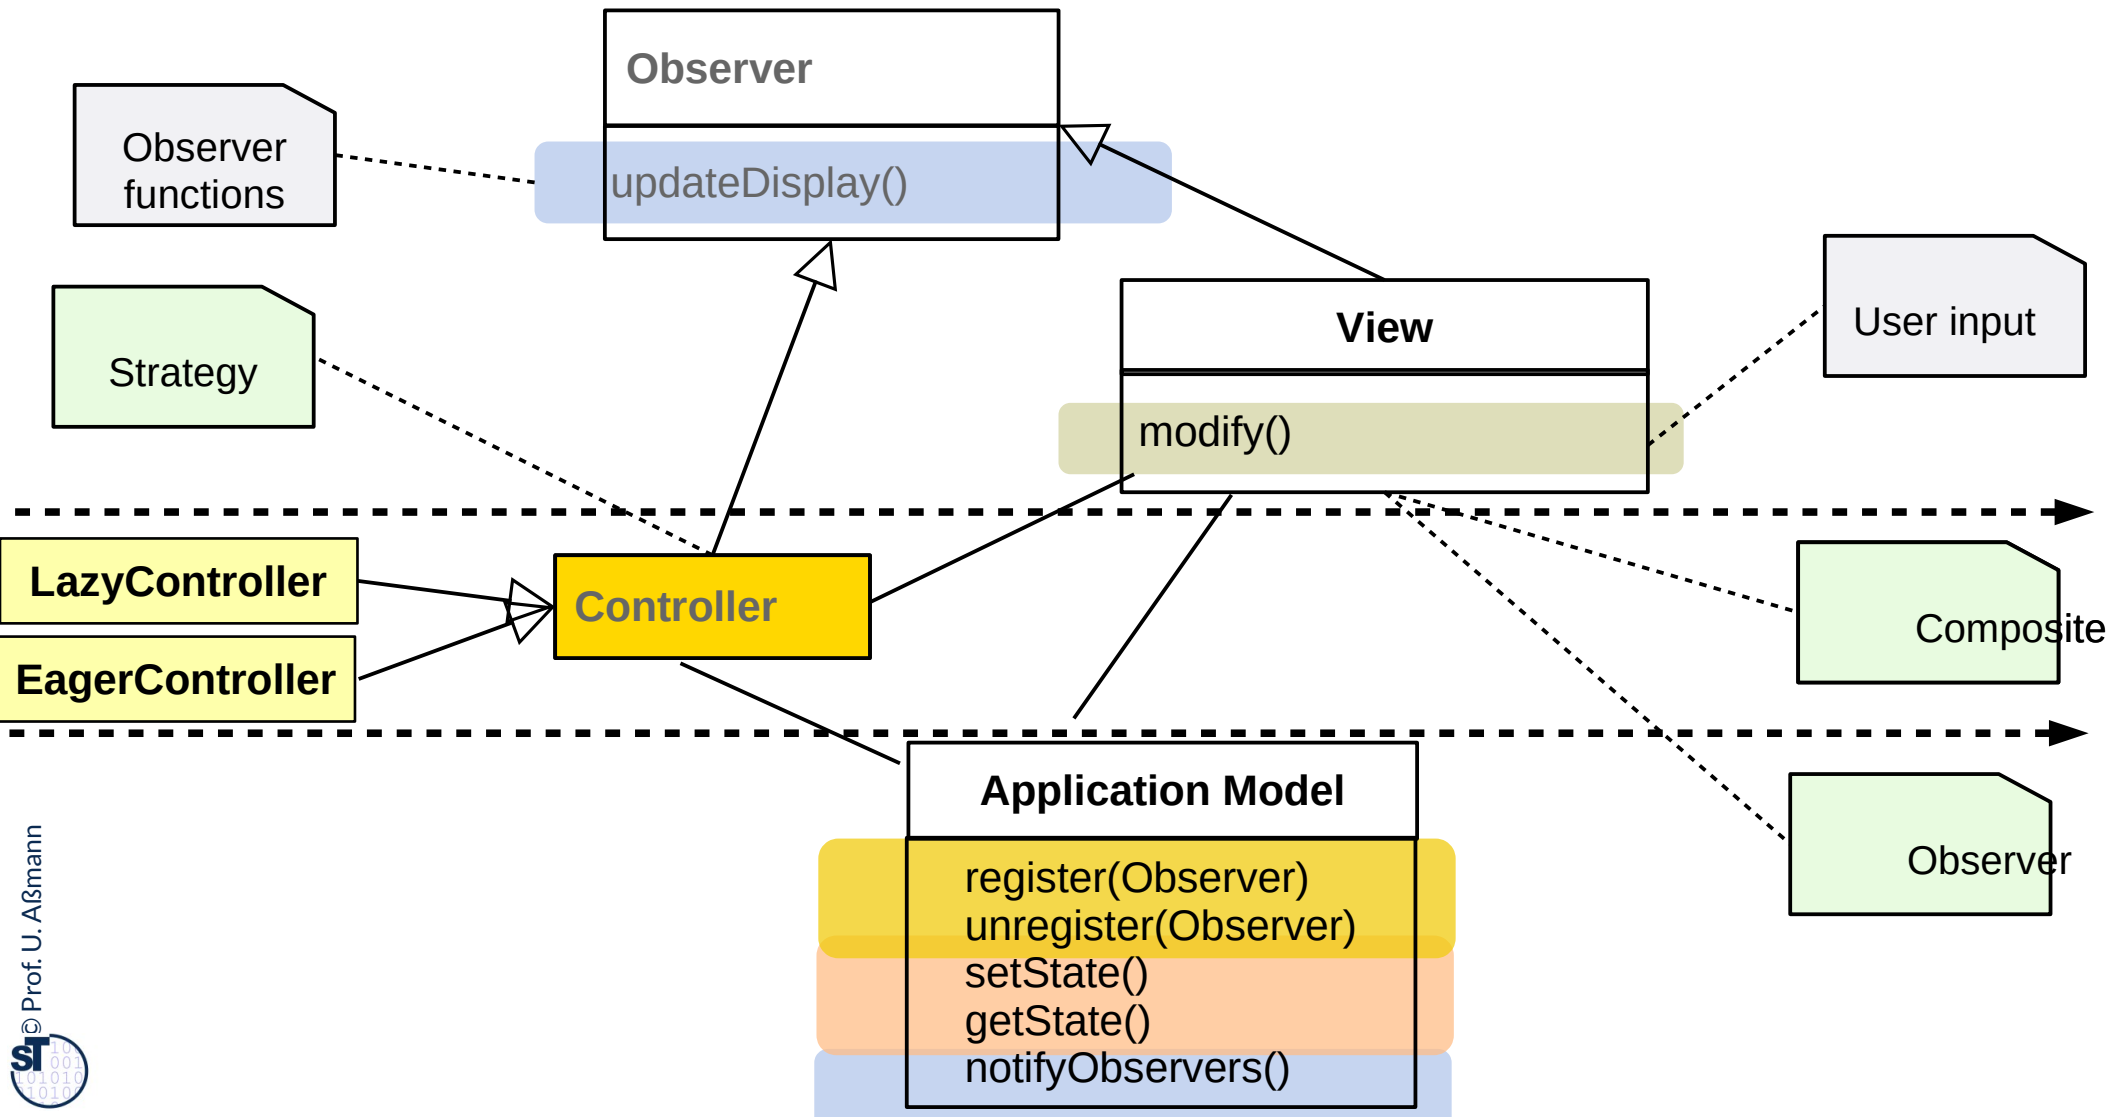 Observer
updateDisplay()
Observer
functions
Strategy
View
modify()
User input
LazyController
EagerController
Controller
Composite
Application Model
register(Observer)
unregister(Observer)
setState()
getState()
notifyObservers()
Observer
© Prof. U. Aßmann
ST